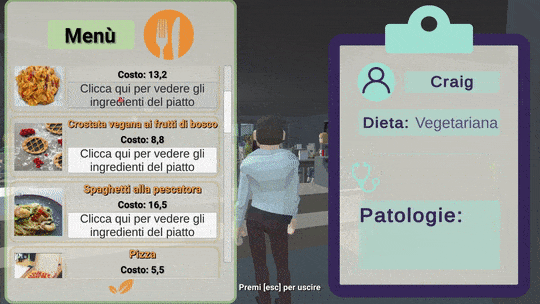 Menù
Costo: 13,2
Clicca qui per vedere gli
ingredienti del piatto
Crostata vegana ai frutti di bosco
Costo: 8,8
Clicca qui per vedere gli
ingredienti del piatto
Spaghetti alla pescatora
Costo: 16,5
Clicca qui per vedere gli
ingredienti del piatto
Pizza
Costo: 5,5
Craig
Dieta: Vegetariana
Patologie:
Premi [esc] per uscire